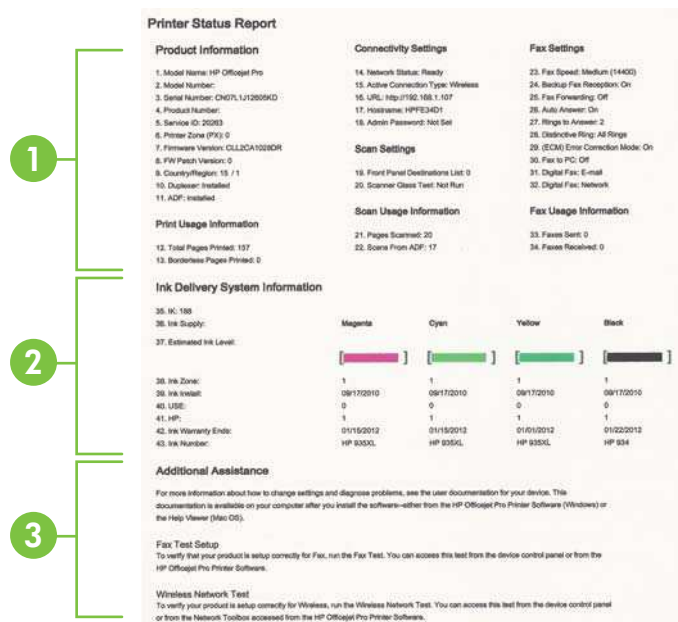 Printer Status Report
1
Product Information
1. Model Name: HP Officejet Pro
2. Model Number:
3. Serial Number: CN07L1J12605KD
4. Product Number:
5. Service ID: 20263
6. Printer Zone (PX): 0
7. Firmware Version: CLL2CA1028DR
8. FW Patch Version: 0
9. Country/Region: 15 / 1
10. Duplexer: Installed
11. ADF: Installed
Print Usage Information
12. Total Pages Printed: 157
13. Borderless Pages Printed: 0
Connectivity Settings
14. Network Status: Ready
15. Active Connection Type: Wireless
16. URL: http://192.168.1.107
17. Hostname: HPFE34D1
18. Admin Password: Not Set
Scan Settings
19. Front Panel Destinations List: 0
20. Scanner Glass Test: Not Run
Scan Usage Information
21. Pages Scanned: 20
22. Scans From ADF: 17
Fax Settings
23. Fax Speed: Medium (14400)
24. Backup Fax Reception: On
25. Fax Forwarding: Off
26. Auto Answer: On
27. Rings to Answer: 2
28. Distinctive Ring: All Rings
29. (ECM) Error Correction Mode: On
30. Fax to PC: Off
31. Digital Fax: E-mail
32. Digital Fax: Network
Fax Usage Information
33. Faxes Sent: 0
34. Faxes Received: 0
2
Ink Delivery System Information
35. IK: 188
36. Ink Supply: Magenta Cyan Yellow Black
37. Estimated Ink Level:
38. Ink Zone: 1 1 1 1
39. Ink Install: 09/17/2010 09/17/2010 09/17/2010 09/17/2010
40. USE: 0 0 0 0
41. HP: 1 1 1 1
42. Ink Warranty Ends: 01/15/2012 01/15/2012 01/01/2012 01/22/2012
43. Ink Number: HP 935XL HP 935XL HP 935XL HP 934
3
Additional Assistance
For more information about how to change settings and diagnose problems, see the user documentation for your device. This
documentation is available on your computer after you install the software--either from the HP Officejet Pro Printer Software (Windows) or
the Help Viewer (Mac OS).
Fax Test Setup
To verify that your product is setup correctly for Fax, run the Fax Test. You can access this test from the device control panel or from the
HP Officejet Pro Printer Software.
Wireless Network Test
To verify your product is setup correctly for Wireless, run the Wireless Network Test. You can access this test from the device control panel
or from the Network Toolbox accessed from the HP Officejet Pro Printer Software.